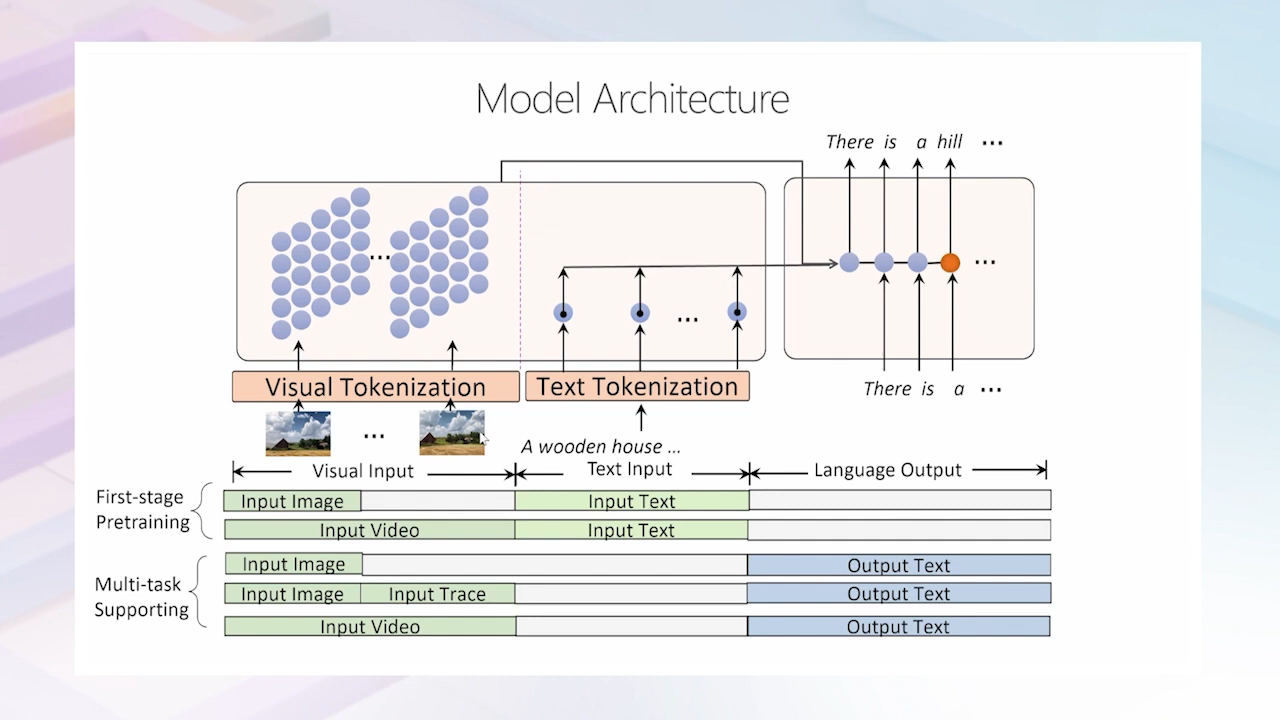 Model Architecture
There is a hill ...
...
...
...
Visual Tokenization
Text Tokenization
There is a ...
...
A wooden house ...
Visual Input
Text Input
Language Output
First-stage
Pretraining
Input Image
Input Text
Input Video
Input Text
Multi-task
Supporting
Input Image
Output Text
Input Image
Input Trace
Output Text
Input Video
Output Text